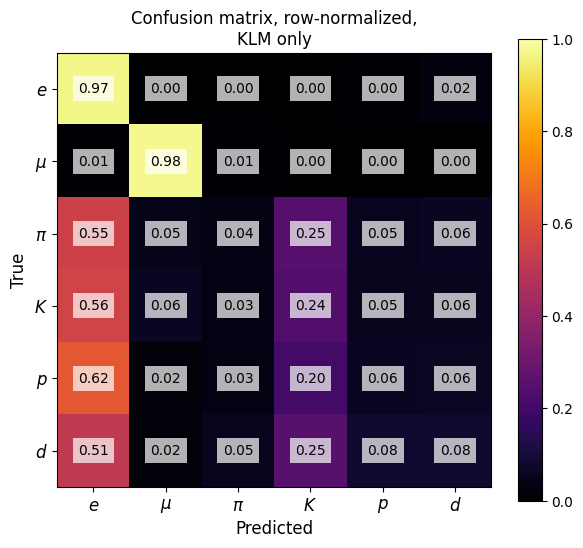 Confusion matrix, row-normalized,
KLM only
True
e 0.97 0.00 0.00 0.00 0.00 0.02
μ 0.01 0.98 0.01 0.00 0.00 0.00
π 0.55 0.05 0.04 0.25 0.05 0.06
K 0.56 0.06 0.03 0.24 0.05 0.06
p 0.62 0.02 0.03 0.20 0.06 0.06
d 0.51 0.02 0.05 0.25 0.08 0.08
e μ π K p d
Predicted
1.0
0.8
0.6
0.4
0.2
0.0